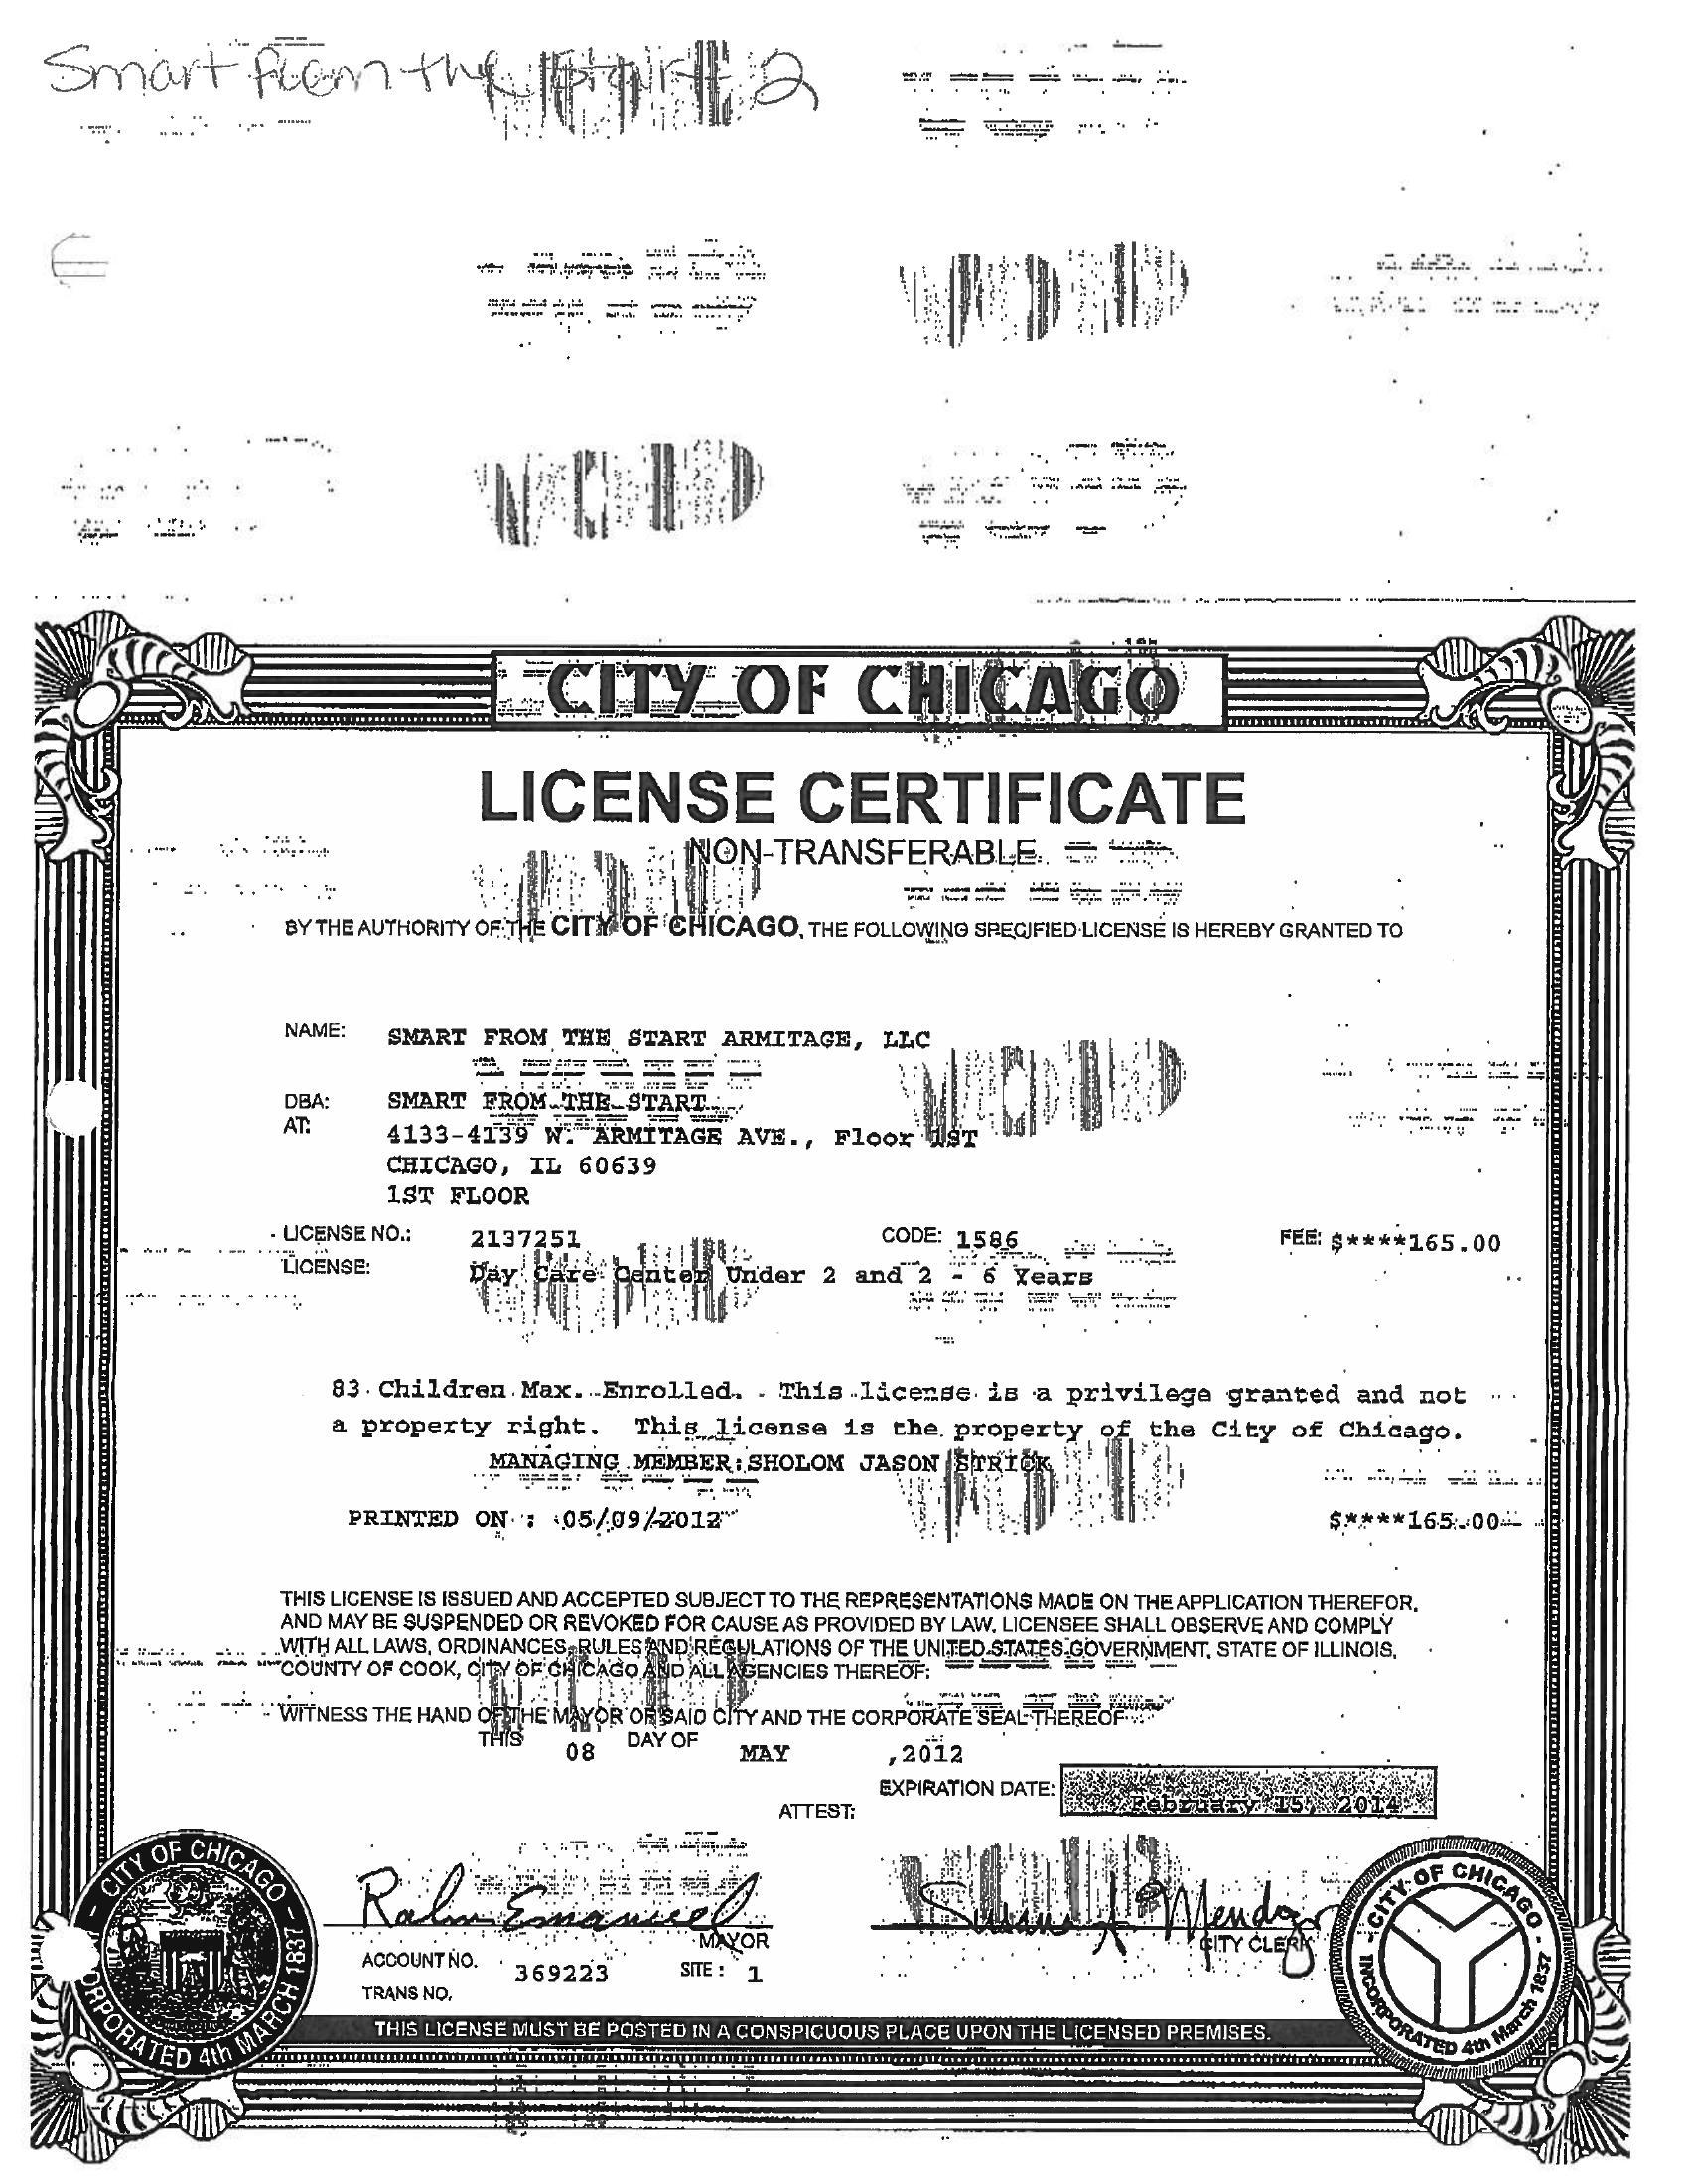 Smart from the Start 2
CITY OF CHICAGO
LICENSE CERTIFICATE
NON-TRANSFERABLE
BY THE AUTHORITY OF THE CITY OF CHICAGO, THE FOLLOWING SPECIFIED LICENSE IS HEREBY GRANTED TO
NAME: SMART FROM THE START ARMITAGE, LLC
DBA: SMART FROM THE START
AT: 4133-4139 W. ARMITAGE AVE., Floor 1ST
CHICAGO, IL 60639
1ST FLOOR
LICENSE NO.: 2137251 CODE: 1586 FEE: $****165.00
LICENSE: Day Care Center Under 2 and 2 - 6 Years
83 Children Max. Enrolled. This license is a privilege granted and not
a property right. This license is the property of the City of Chicago.
MANAGING MEMBER: SHOLOM JASON STRICK
PRINTED ON : 05/09/2012 $****165.00
THIS LICENSE IS ISSUED AND ACCEPTED SUBJECT TO THE REPRESENTATIONS MADE ON THE APPLICATION THEREFOR,
AND MAY BE SUSPENDED OR REVOKED FOR CAUSE AS PROVIDED BY LAW. LICENSEE SHALL OBSERVE AND COMPLY
WITH ALL LAWS, ORDINANCES, RULES AND REGULATIONS OF THE UNITED STATES GOVERNMENT, STATE OF ILLINOIS,
COUNTY OF COOK, CITY OF CHICAGO AND ALL AGENCIES THEREOF.
WITNESS THE HAND OF THE MAYOR OF SAID CITY AND THE CORPORATE SEAL THEREOF
THIS 08 DAY OF MAY ,2012
EXPIRATION DATE: February 15, 2014
ATTEST:
Rahm Emanuel Susana A Mendoza
MAYOR CITY CLERK
ACCOUNT NO. 369223 SITE: 1
TRANS NO.
THIS LICENSE MUST BE POSTED IN A CONSPICUOUS PLACE UPON THE LICENSED PREMISES.
CITY OF CHICAGO - ORPORATED 4th MARCH 1837
CITY OF CHICAGO - INCORPORATED 4th March 1837